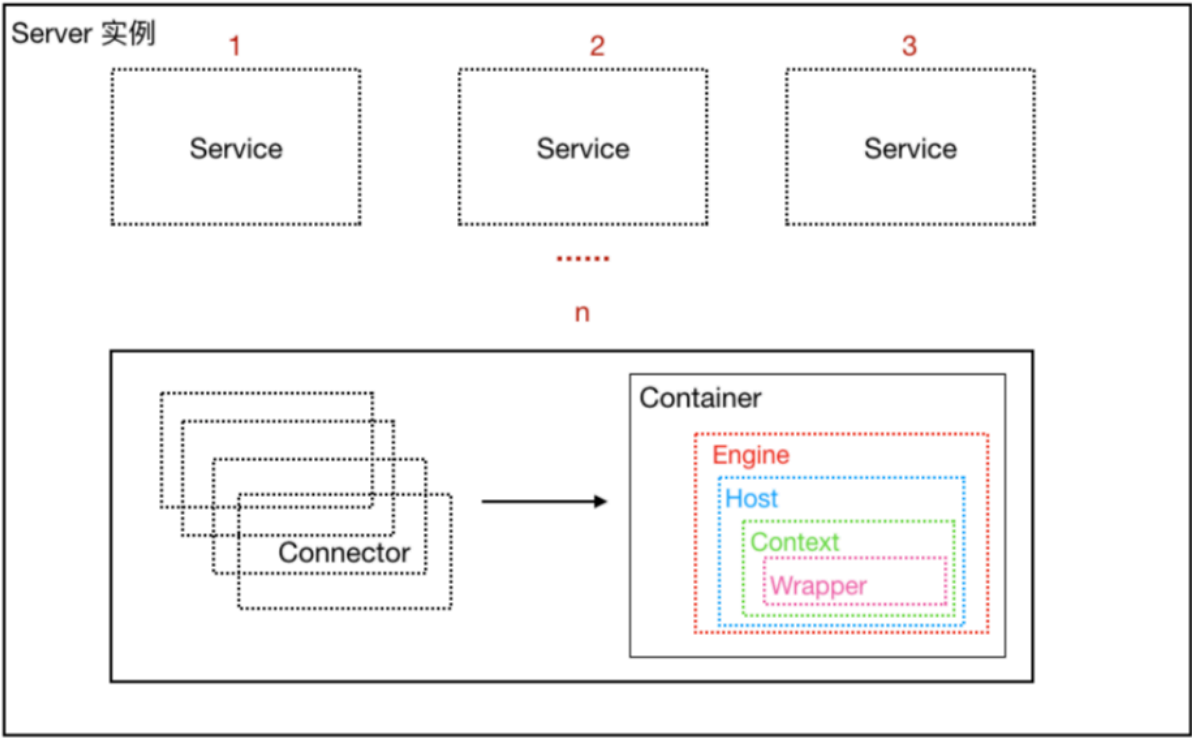 Server 实例
1
2
3
Service
Service
Service
......
n
Connector
Container
Engine
Host
Context
Wrapper